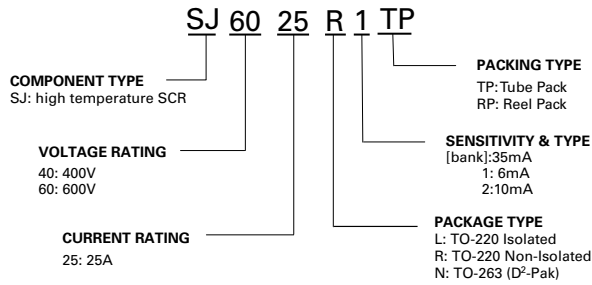 SJ 60 25 R 1 TP
COMPONENT TYPE
SJ: high temperature SCR
VOLTAGE RATING
40: 400V
60: 600V
CURRENT RATING
25: 25A
PACKING TYPE
TP: Tube Pack
RP: Reel Pack
SENSITIVITY & TYPE
[bank]:35mA
1: 6mA
2:10mA
PACKAGE TYPE
L: TO-220 Isolated
R: TO-220 Non-Isolated
N: TO-263 (D²-Pak)